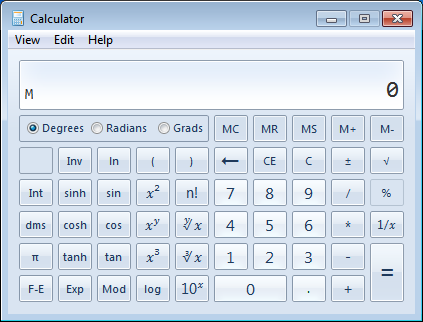 Calculator
View Edit Help
M 0
Degrees Radians Grads MC MR MS M+ M-
Inv ln ( ) ← CE C ± √
Int sinh sin x² n! 7 8 9 / %
dms cosh cos xʸ ʸ√x 4 5 6 * 1/x
π tanh tan x³ ³√x 1 2 3 - =
F-E Exp Mod log 10ˣ 0 . +